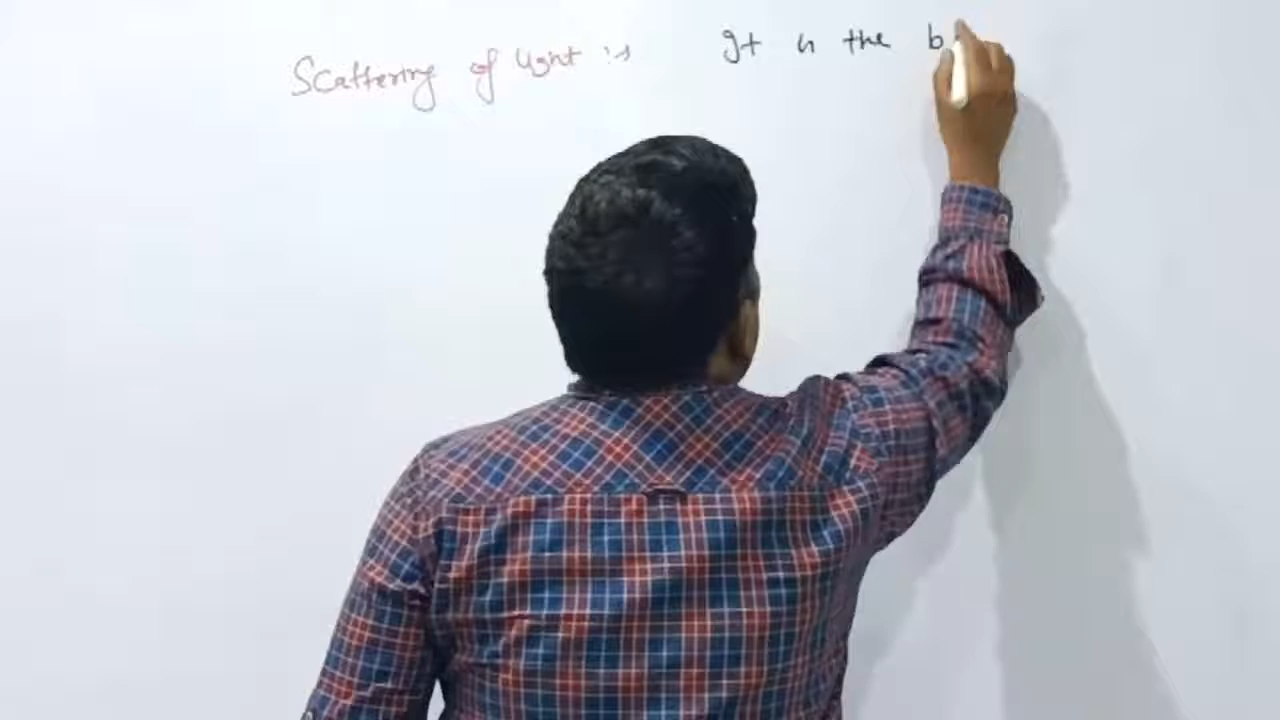 Scattering of light :-
It is the b